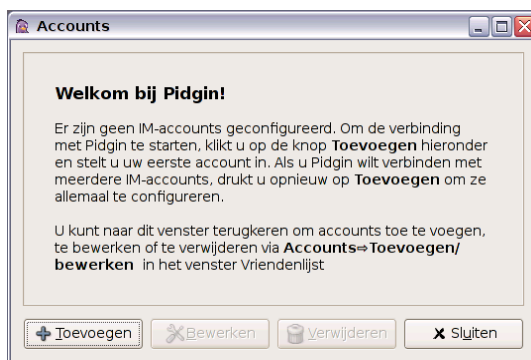 Accounts
Welkom bij Pidgin!
Er zijn geen IM-accounts geconfigureerd. Om de verbinding
met Pidgin te starten, klikt u op de knop Toevoegen hieronder
en stelt u uw eerste account in. Als u Pidgin wilt verbinden met
meerdere IM-accounts, drukt u opnieuw op Toevoegen om ze
allemaal te configureren.
U kunt naar dit venster terugkeren om accounts toe te voegen,
te bewerken of te verwijderen via Accounts⇨Toevoegen/
bewerken in het venster Vriendenlijst
Toevoegen Bewerken Verwijderen Sluiten